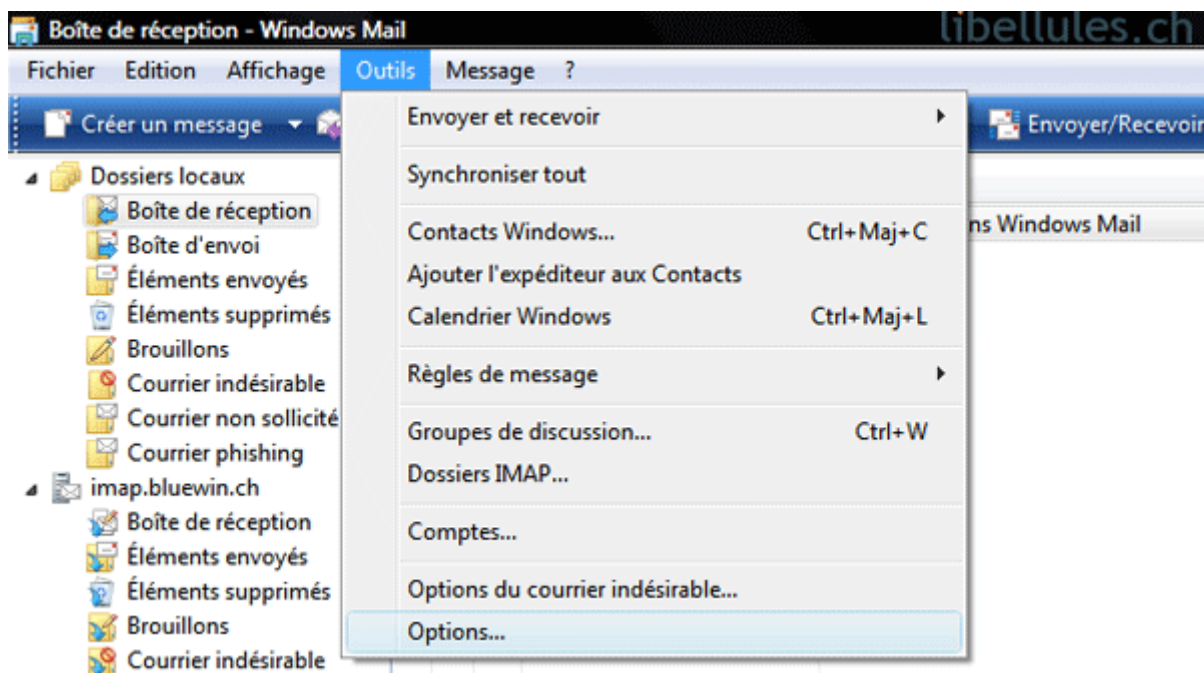 Boîte de réception - Windows Mail
libellules.ch
Fichier Edition Affichage Outils Message ?
Créer un message
Envoyer/Recevoir
Envoyer et recevoir
Synchroniser tout
Contacts Windows... Ctrl+Maj+C
Ajouter l'expéditeur aux Contacts
Calendrier Windows Ctrl+Maj+L
Règles de message
Groupes de discussion... Ctrl+W
Dossiers IMAP...
Comptes...
Options du courrier indésirable...
Options...
Dossiers locaux
Boîte de réception
Boîte d'envoi
Éléments envoyés
Éléments supprimés
Brouillons
Courrier indésirable
Courrier non sollicité
Courrier phishing
imap.bluewin.ch
Boîte de réception
Éléments envoyés
Éléments supprimés
Brouillons
Courrier indésirable
ns Windows Mail